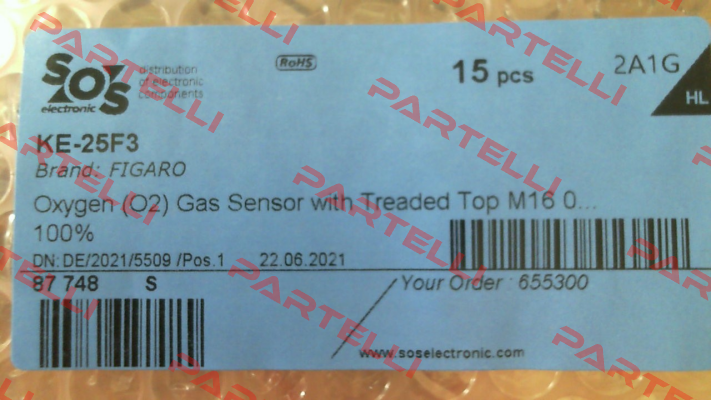 SOS
electronic
distribution
of electronic
components
RoHS
15 pcs
2A1G
HL
KE-25F3
Brand: FIGARO
Oxygen (O2) Gas Sensor with Treaded Top M16 0...
100%
DN: DE/2021/5509 /Pos.1 22.06.2021
87 748 S
Your Order : 655300
www.soselectronic.com
PARTELLI
PARTELLI
PARTELLI
PARTELLI
PARTELLI
PARTELLI
PARTELLI